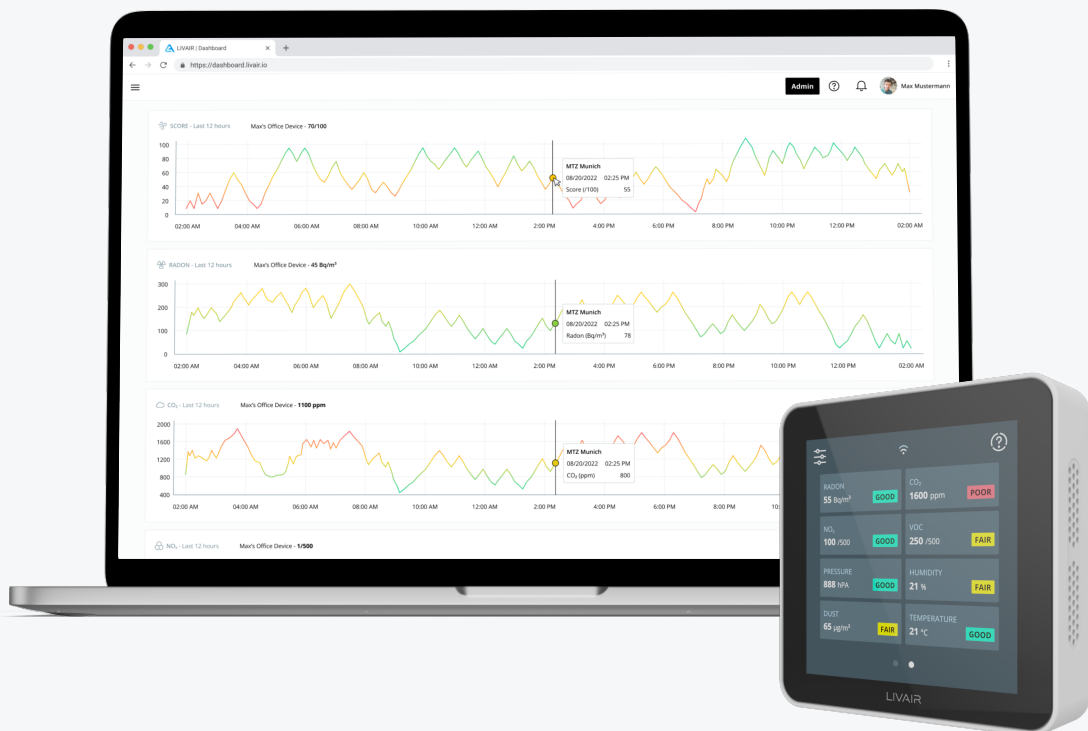 LIVAIR | Dashboard
https://dashboard.livair.io
Admin
Max Mustermann
SCORE - Last 12 hours Max's Office Device - 70/100
100
80
60
40
20
0
MTZ Munich
08/20/2022 02:25 PM
Score (/100) 55
02:00 AM 04:00 AM 06:00 AM 08:00 AM 10:00 AM 12:00 AM 2:00 PM 4:00 PM 6:00 PM 8:00 PM 10:00 PM 12:00 PM 02:00 AM
RADON - Last 12 hours Max's Office Device - 45 Bq/m³
300
200
100
0
MTZ Munich
08/20/2022 02:25 PM
Radon (Bq/m³) 78
02:00 AM 04:00 AM 06:00 AM 08:00 AM 10:00 AM 12:00 AM 2:00 PM 4:00 PM 6:00 PM 8:00 PM 10:00 PM 12:00 PM 02:00 AM
CO₂ - Last 12 hours Max's Office Device - 1100 ppm
2000
1600
1200
800
400
MTZ Munich
08/20/2022 02:25 PM
CO₂ (ppm) 800
02:00 AM 04:00 AM 06:00 AM 08:00 AM 10:00 AM 12:00 AM 2:00 PM 4:00 PM 6:00 PM 8:00 PM 10:
NOₓ - Last 12 hours Max's Office Device - 1/500
RADON
55 Bq/m³ GOOD
CO₂
1600 ppm POOR
NOₓ
100 /500 GOOD
VOC
250 /500 FAIR
PRESSURE
888 hPA GOOD
HUMIDITY
21 % FAIR
DUST
65 µg/m³ FAIR
TEMPERATURE
21 °C GOOD
LIVAIR